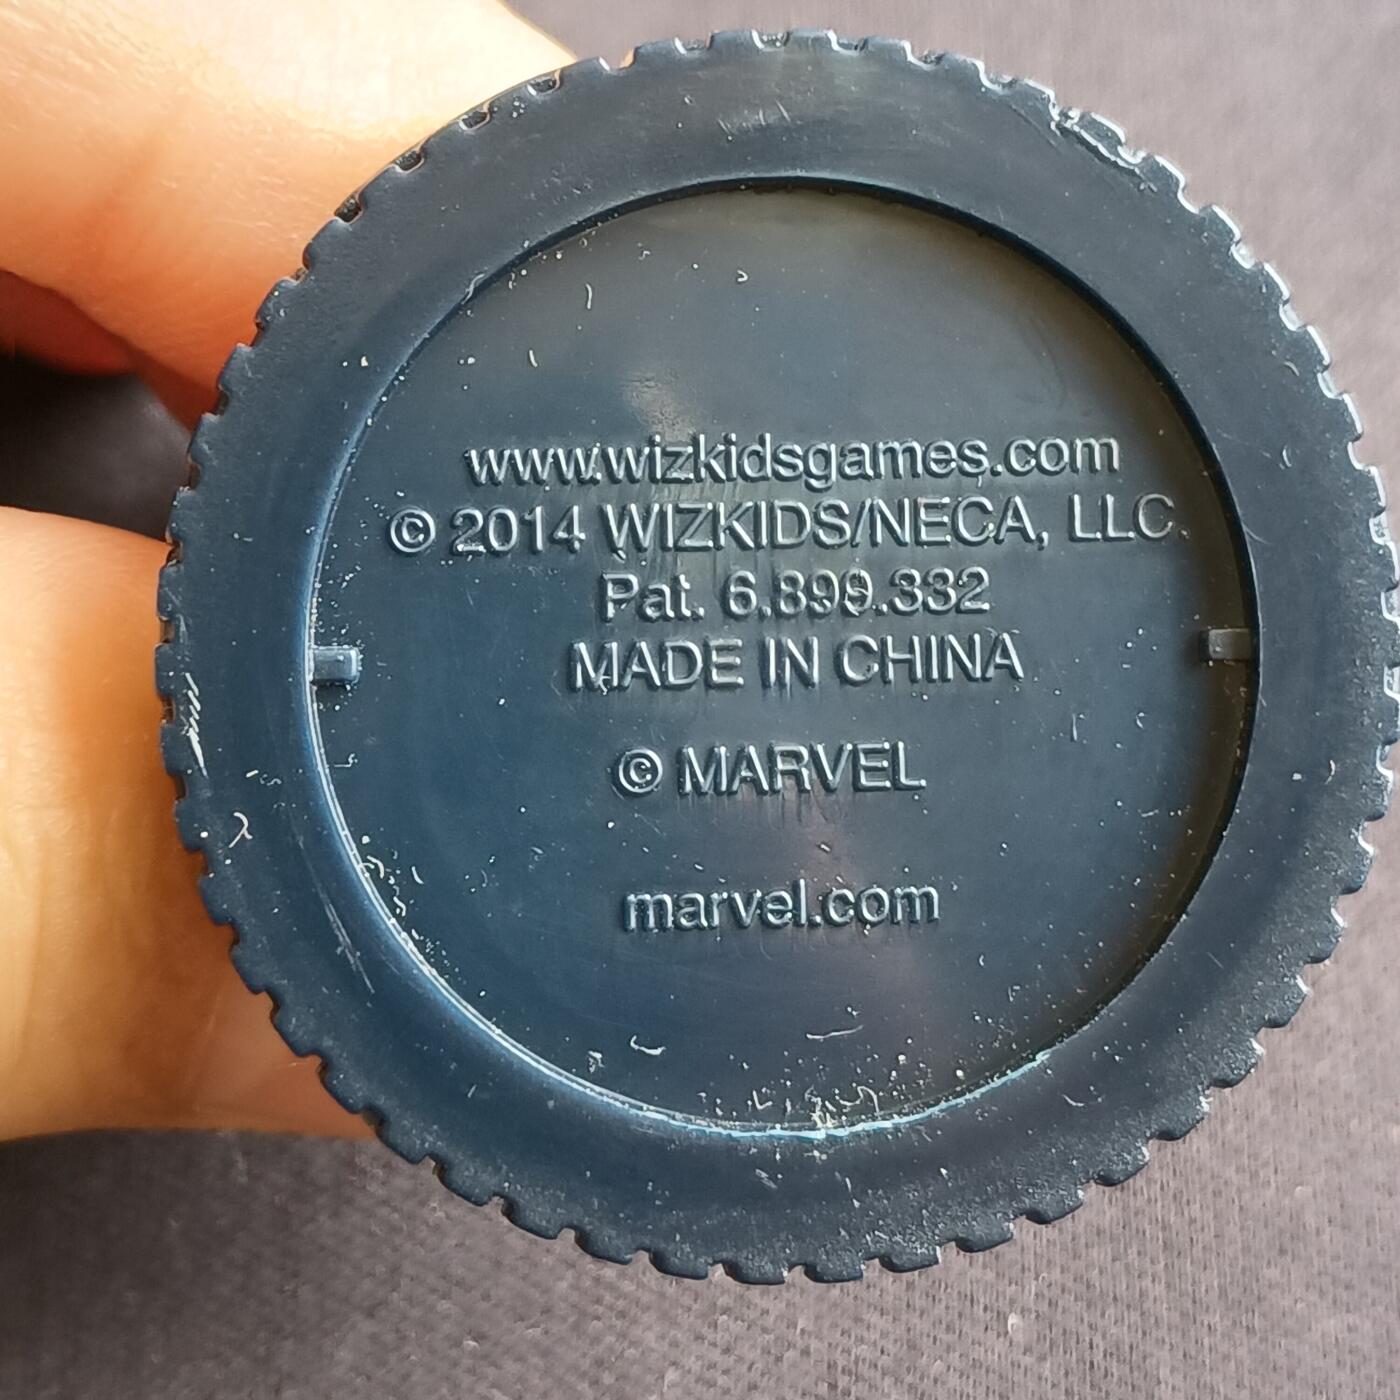 www.wizkidsgames.com
© 2014 WIZKIDS/NECA, LLC.
Pat. 6.899.332
MADE IN CHINA
© MARVEL
marvel.com